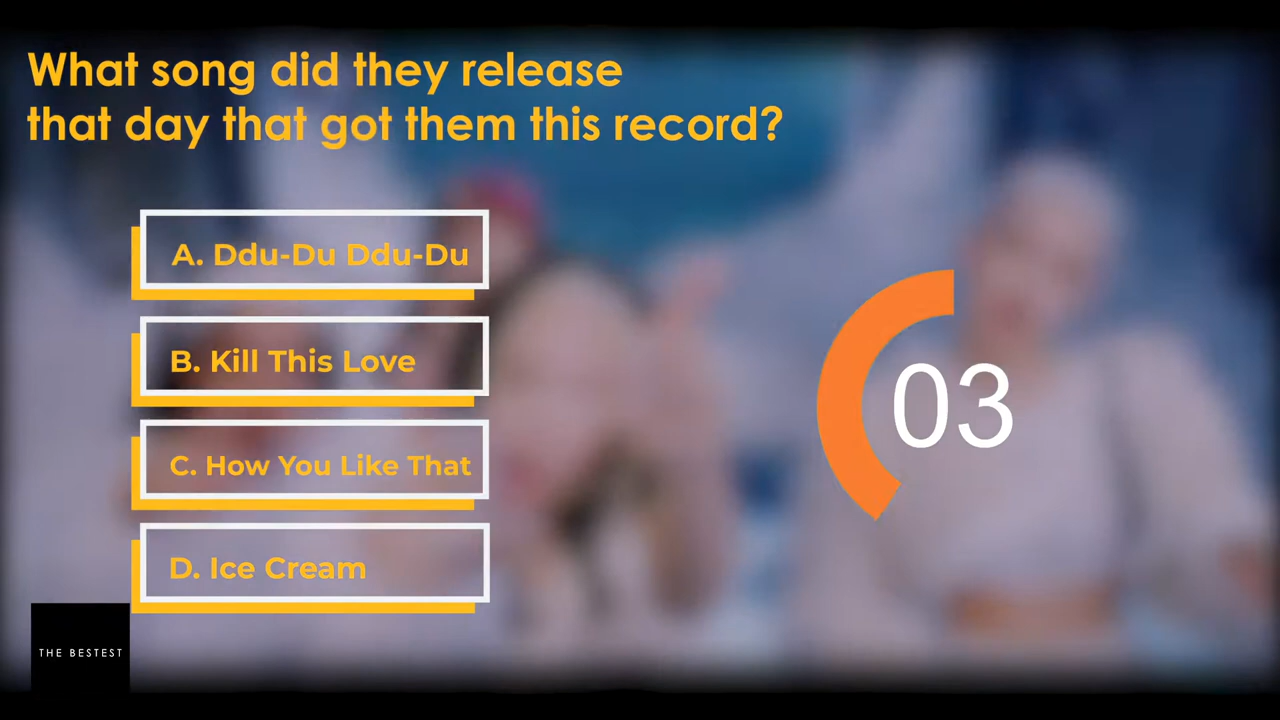 What song did they release
that day that got them this record?
A. Ddu-Du Ddu-Du
B. Kill This Love
C. How You Like That
D. Ice Cream
03
THE BESTEST